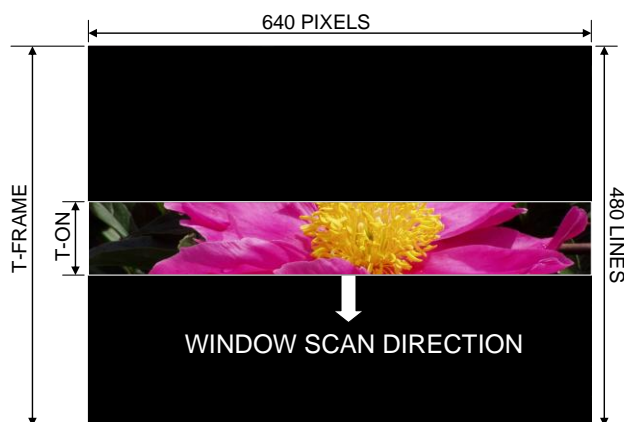 640 PIXELS
T-FRAME
T-ON
480 LINES
WINDOW SCAN DIRECTION